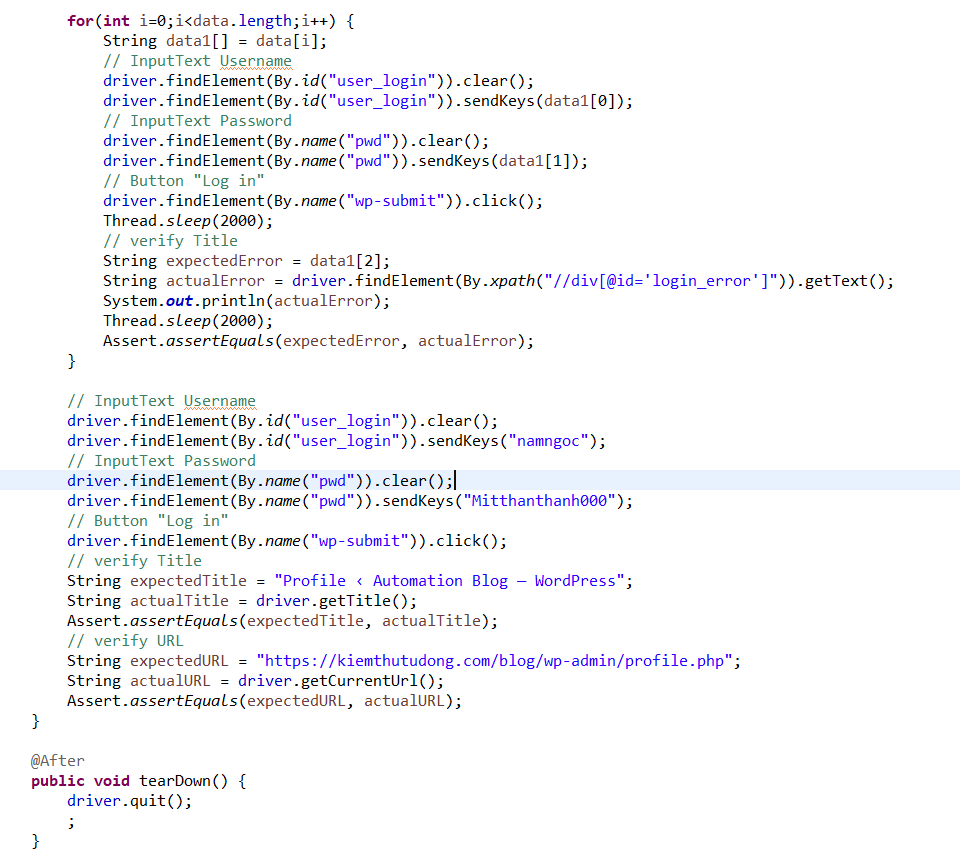 for(int i=0;i<data.length;i++) {
String data1[] = data[i];
// InputText Username
driver.findElement(By.id("user_login")).clear();
driver.findElement(By.id("user_login")).sendKeys(data1[0]);
// InputText Password
driver.findElement(By.name("pwd")).clear();
driver.findElement(By.name("pwd")).sendKeys(data1[1]);
// Button "Log in"
driver.findElement(By.name("wp-submit")).click();
Thread.sleep(2000);
// verify Title
String expectedError = data1[2];
String actualError = driver.findElement(By.xpath("//div[@id='login_error']")).getText();
System.out.println(actualError);
Thread.sleep(2000);
Assert.assertEquals(expectedError, actualError);
}
// InputText Username
driver.findElement(By.id("user_login")).clear();
driver.findElement(By.id("user_login")).sendKeys("namngoc");
// InputText Password
driver.findElement(By.name("pwd")).clear();
driver.findElement(By.name("pwd")).sendKeys("Mitthanthanh000");
// Button "Log in"
driver.findElement(By.name("wp-submit")).click();
// verify Title
String expectedTitle = "Profile ‹ Automation Blog — WordPress";
String actualTitle = driver.getTitle();
Assert.assertEquals(expectedTitle, actualTitle);
// verify URL
String expectedURL = "https://kiemthutudong.com/blog/wp-admin/profile.php";
String actualURL = driver.getCurrentUrl();
Assert.assertEquals(expectedURL, actualURL);
}
@After
public void tearDown() {
driver.quit();
;
}